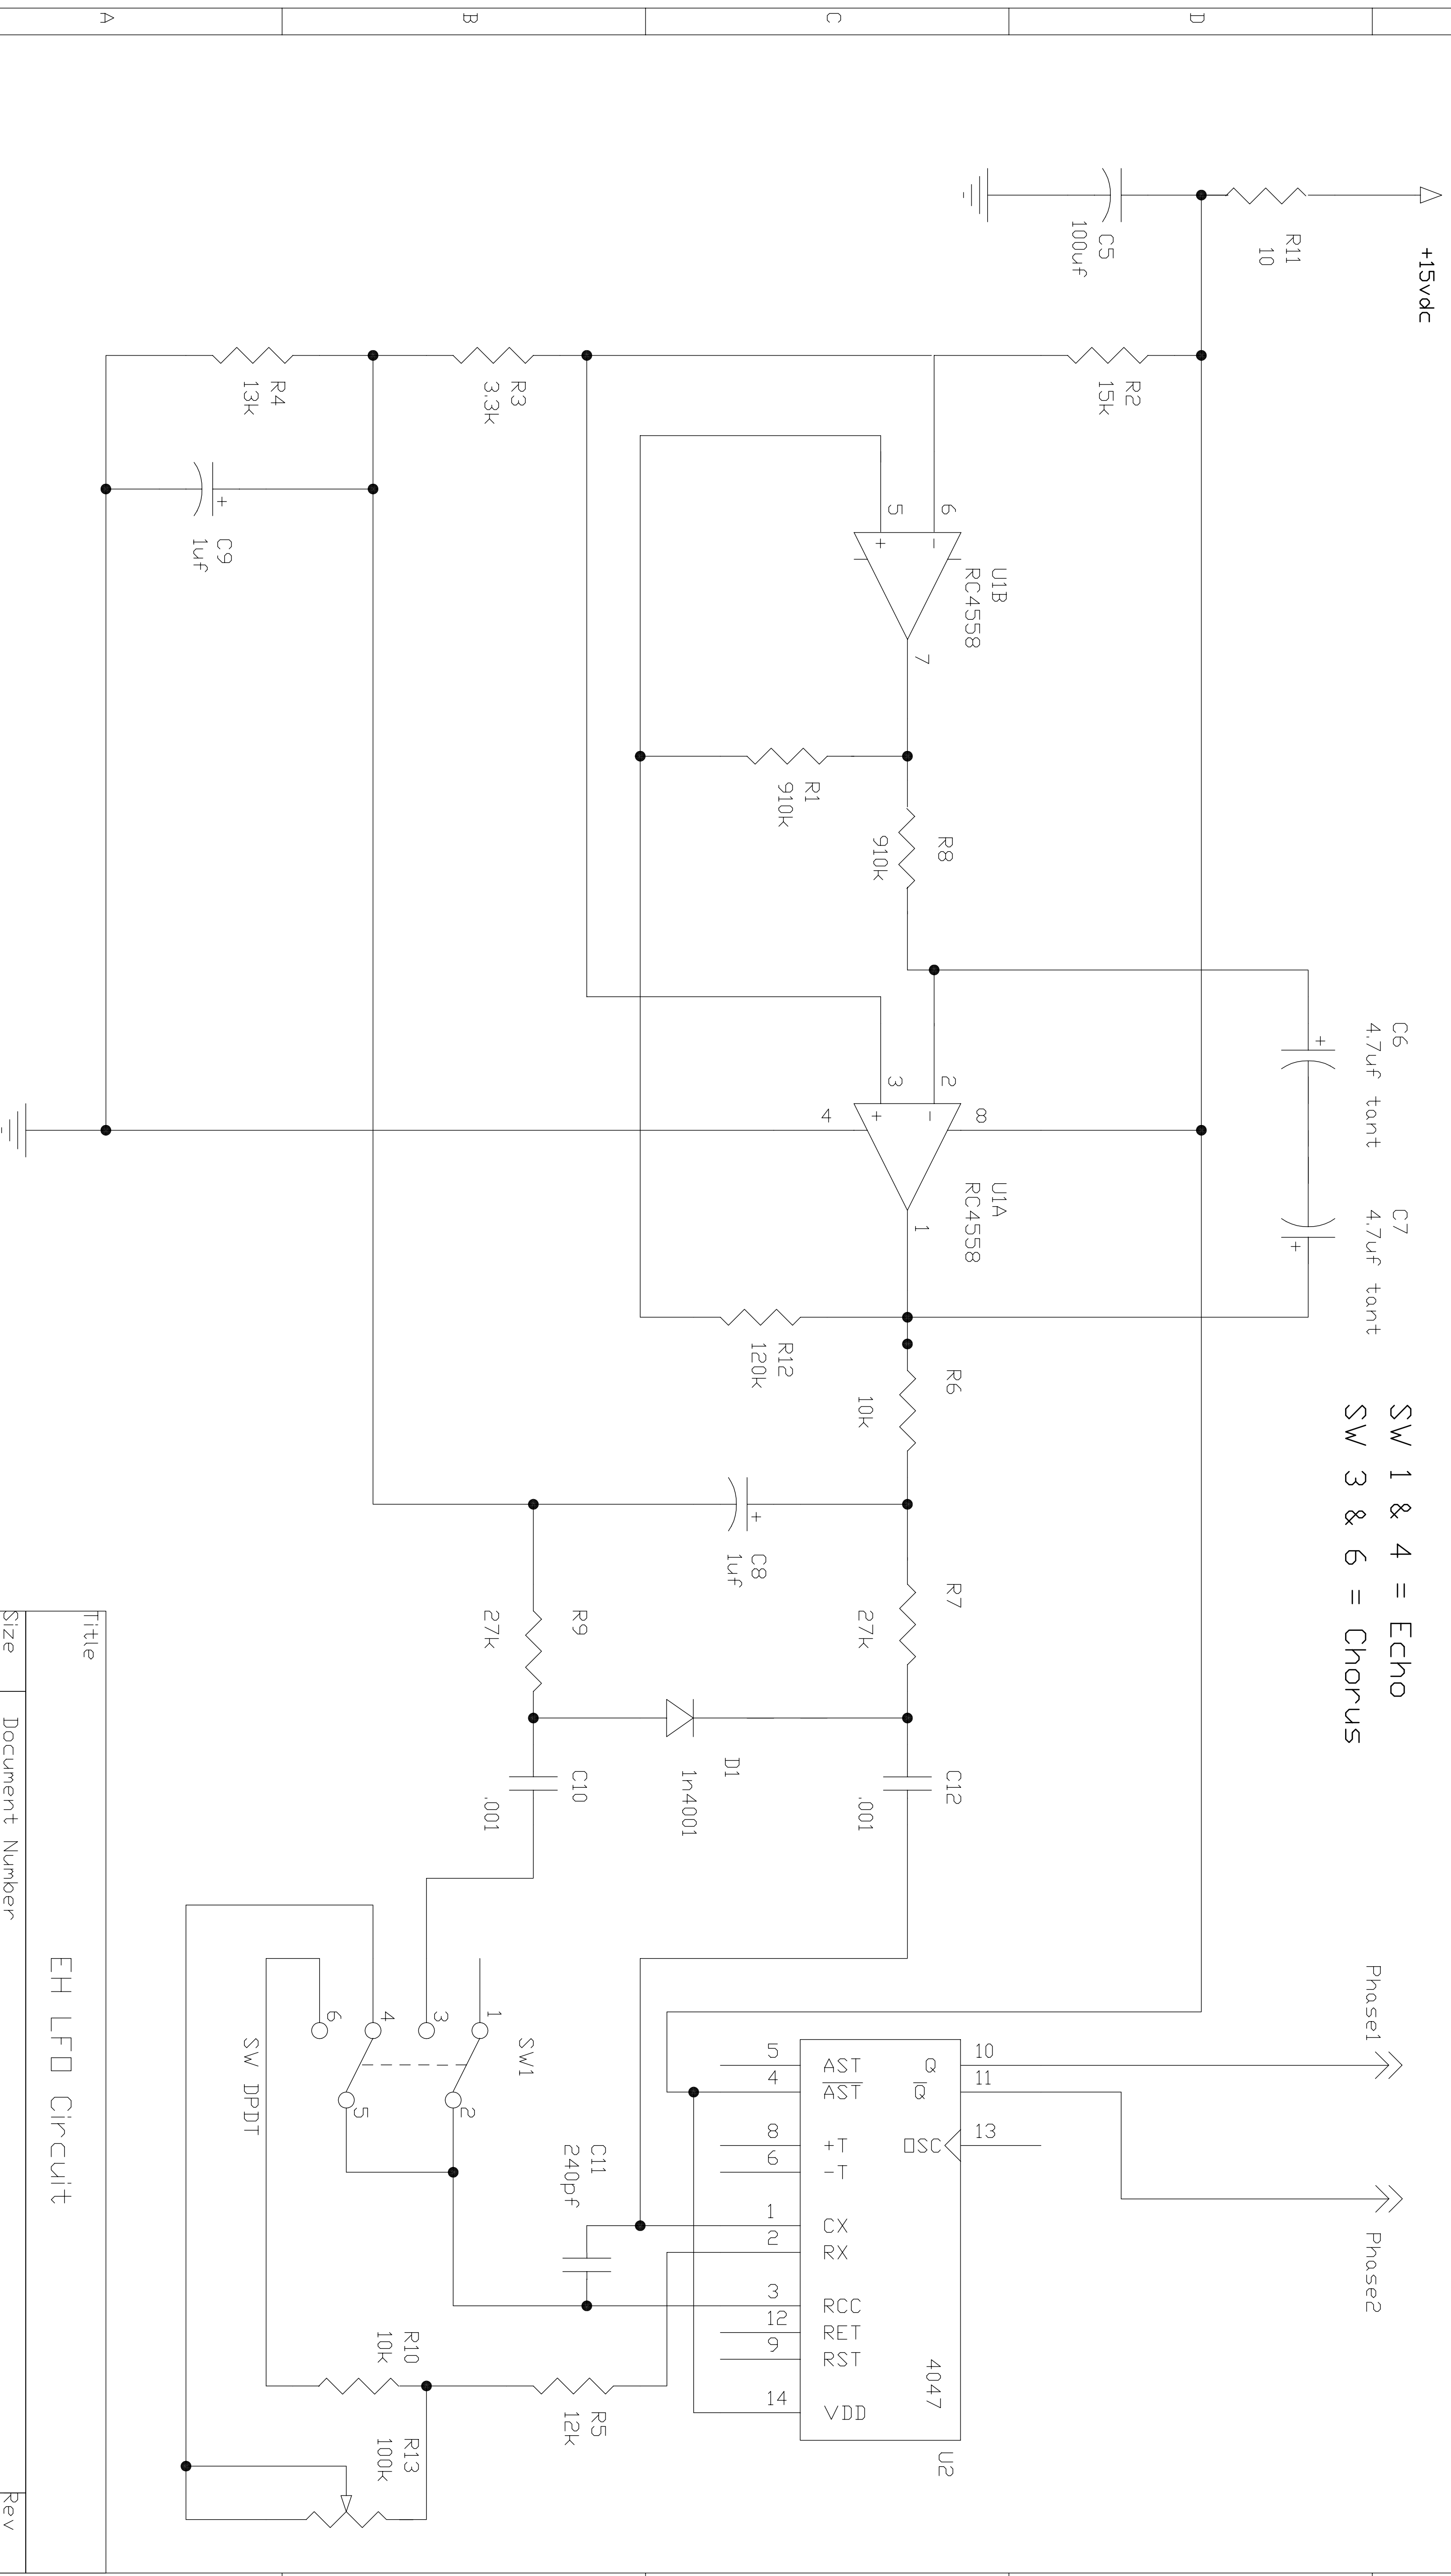 A
B
C
D
+15vdc
R11
10
C5
100uf
R2
15k
R3
3.3k
R4
13k
C9
1uf
U1B
RC4558
6
5
7
-
+
R1
910k
R8
910k
C6
4.7uf tant
C7
4.7uf tant
+
+
U1A
RC4558
2
3
8
4
1
-
+
R12
120k
R6
10k
SW 1 & 4 = Echo
SW 3 & 6 = Chorus
C8
1uf
+
+
R7
27k
R9
27k
D1
1n4001
C12
.001
C10
.001
SW1
1
3
2
4
6
5
SW DPDT
C11
240pf
Phase1
Phase2
10
11
13
Q
Q
OSC
5
AST
4
AST
8
+T
6
-T
1
CX
2
RX
3
RCC
12
RET
9
RST
14
VDD
4047
U2
R10
10k
R5
12k
R13
100k
Title
EH LFO Circuit
Size
Document Number
Rev